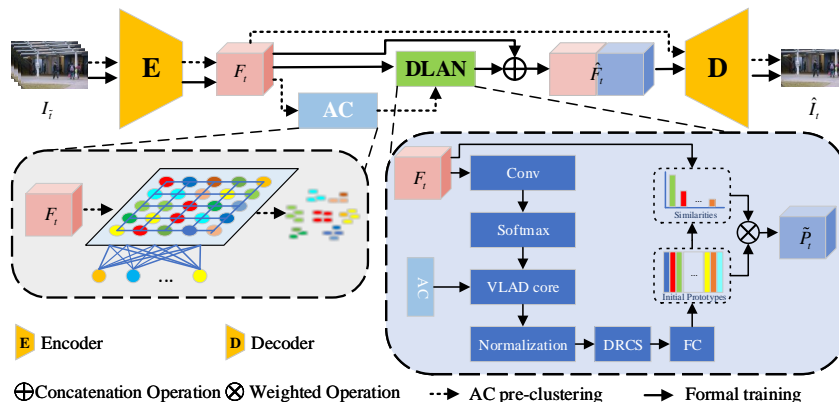 E
F_t
DLAN
F̂_t
D
I_t̃
AC
Î_t
F_t
...
F_t
Conv
Softmax
AC
VLAD core
Normalization
DRCS
FC
...
Similarities
...
Initial Prototypes
P̃_t
E Encoder
D Decoder
Concatenation Operation
Weighted Operation
AC pre-clustering
Formal training